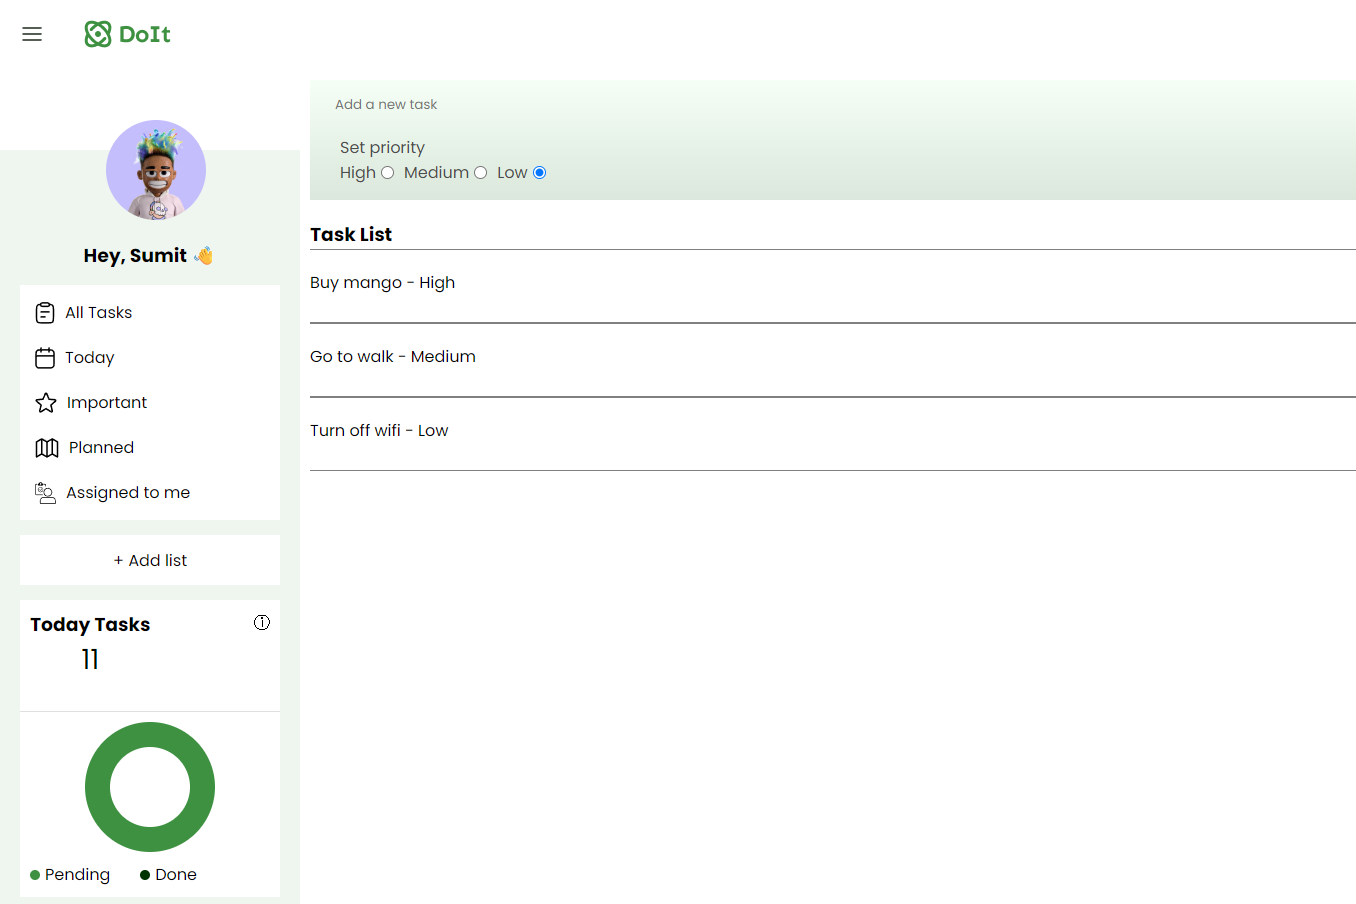 DoIt
Add a new task
Set priority
High Medium Low
Task List
Buy mango - High
Go to walk - Medium
Turn off wifi - Low
Hey, Sumit 👋
All Tasks
Today
Important
Planned
Assigned to me
+ Add list
Today Tasks
11
Pending Done